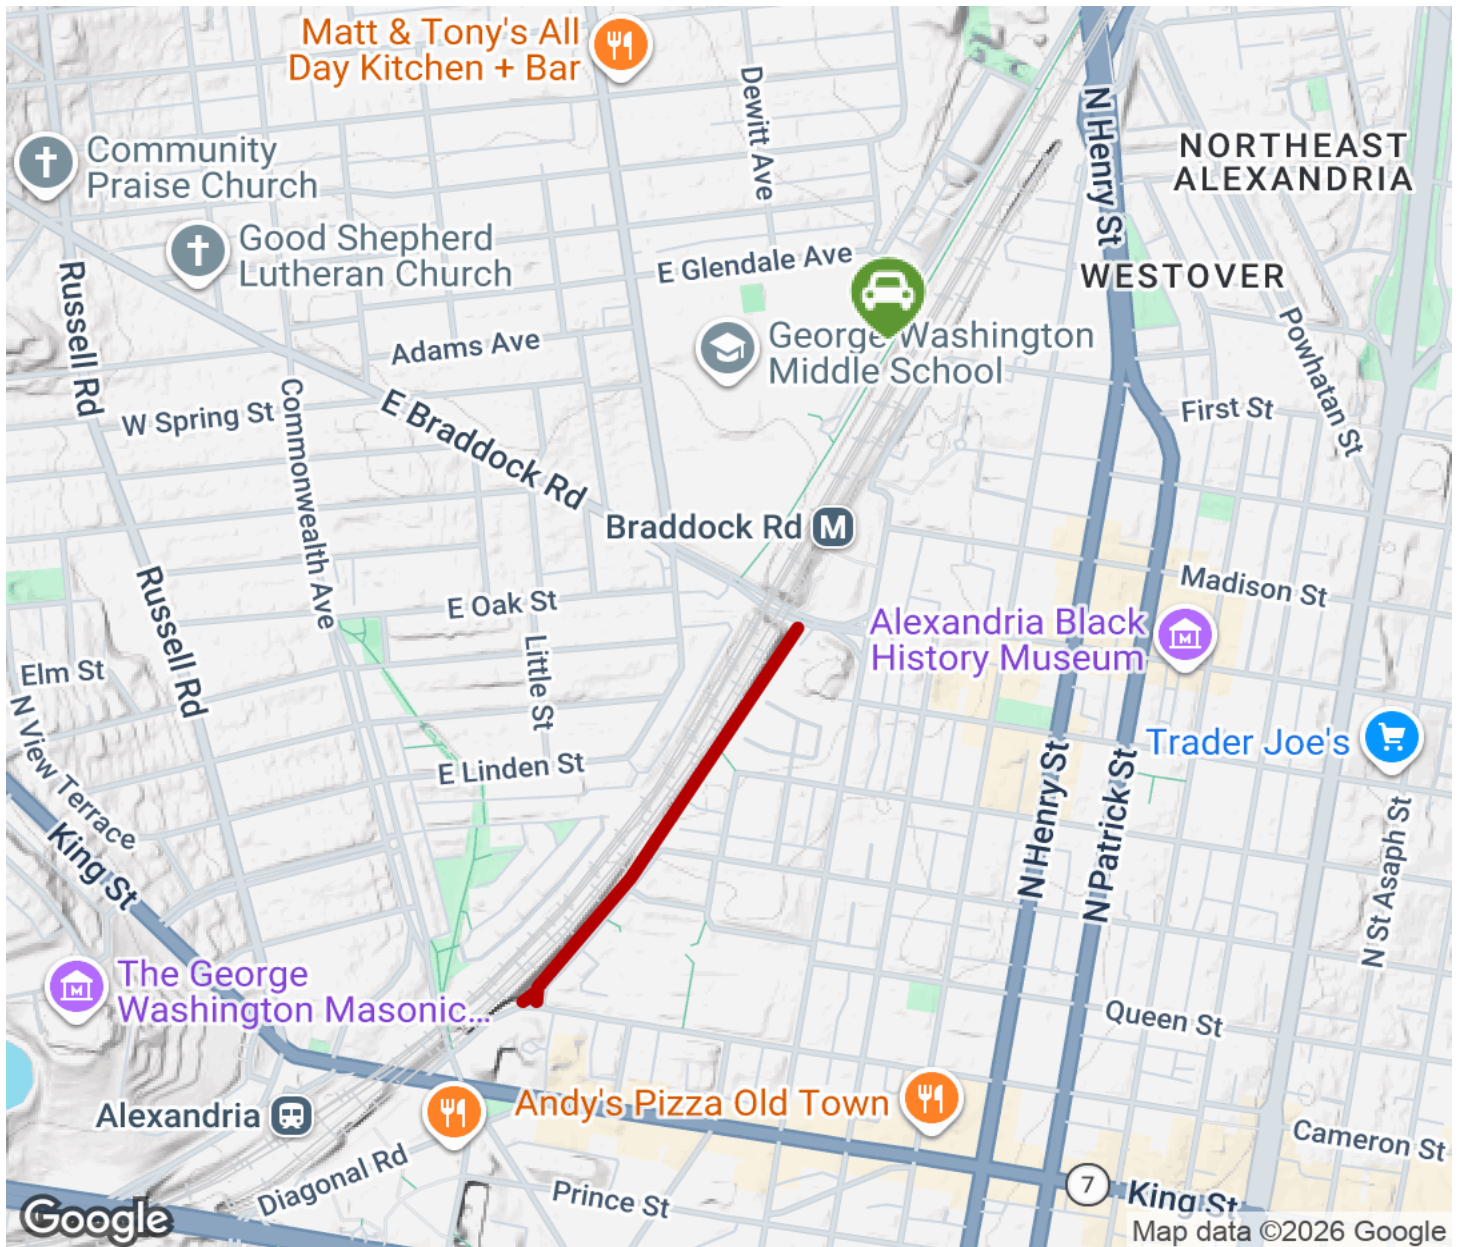 Matt & Tony's All
Day Kitchen + Bar
Dewitt Ave
N Henry St
NORTHEAST
ALEXANDRIA
Community
Praise Church
Good Shepherd
Lutheran Church
E Glendale Ave
WESTOVER
Russell Rd
George Washington
Middle School
Adams Ave
Powhatan St
First St
W Spring St
Commonwealth Ave
E Braddock Rd
Braddock Rd
M
Madison St
Russell Rd
E Oak St
Alexandria Black
History Museum
Little St
Elm St
N View Terrace
Trader Joe's
E Linden St
N Henry St
N Patrick St
N St Asaph St
King St
The George
Washington Masonic...
Queen St
Andy's Pizza Old Town
Alexandria
Cameron St
Diagonal Rd
Prince St
7
King St
Google
Map data ©2026 Google